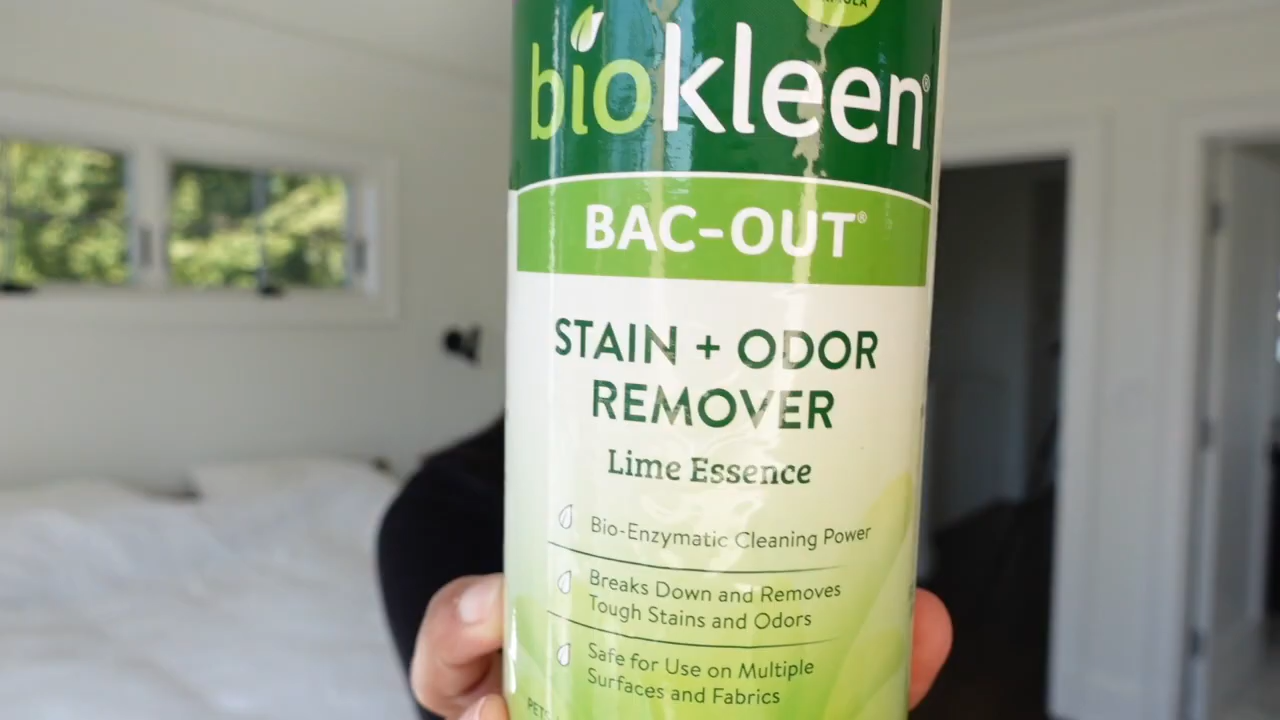 biokleen®
BAC-OUT®
STAIN + ODOR
REMOVER
Lime Essence
Bio-Enzymatic Cleaning Power
Breaks Down and Removes
Tough Stains and Odors
Safe for Use on Multiple
Surfaces and Fabrics